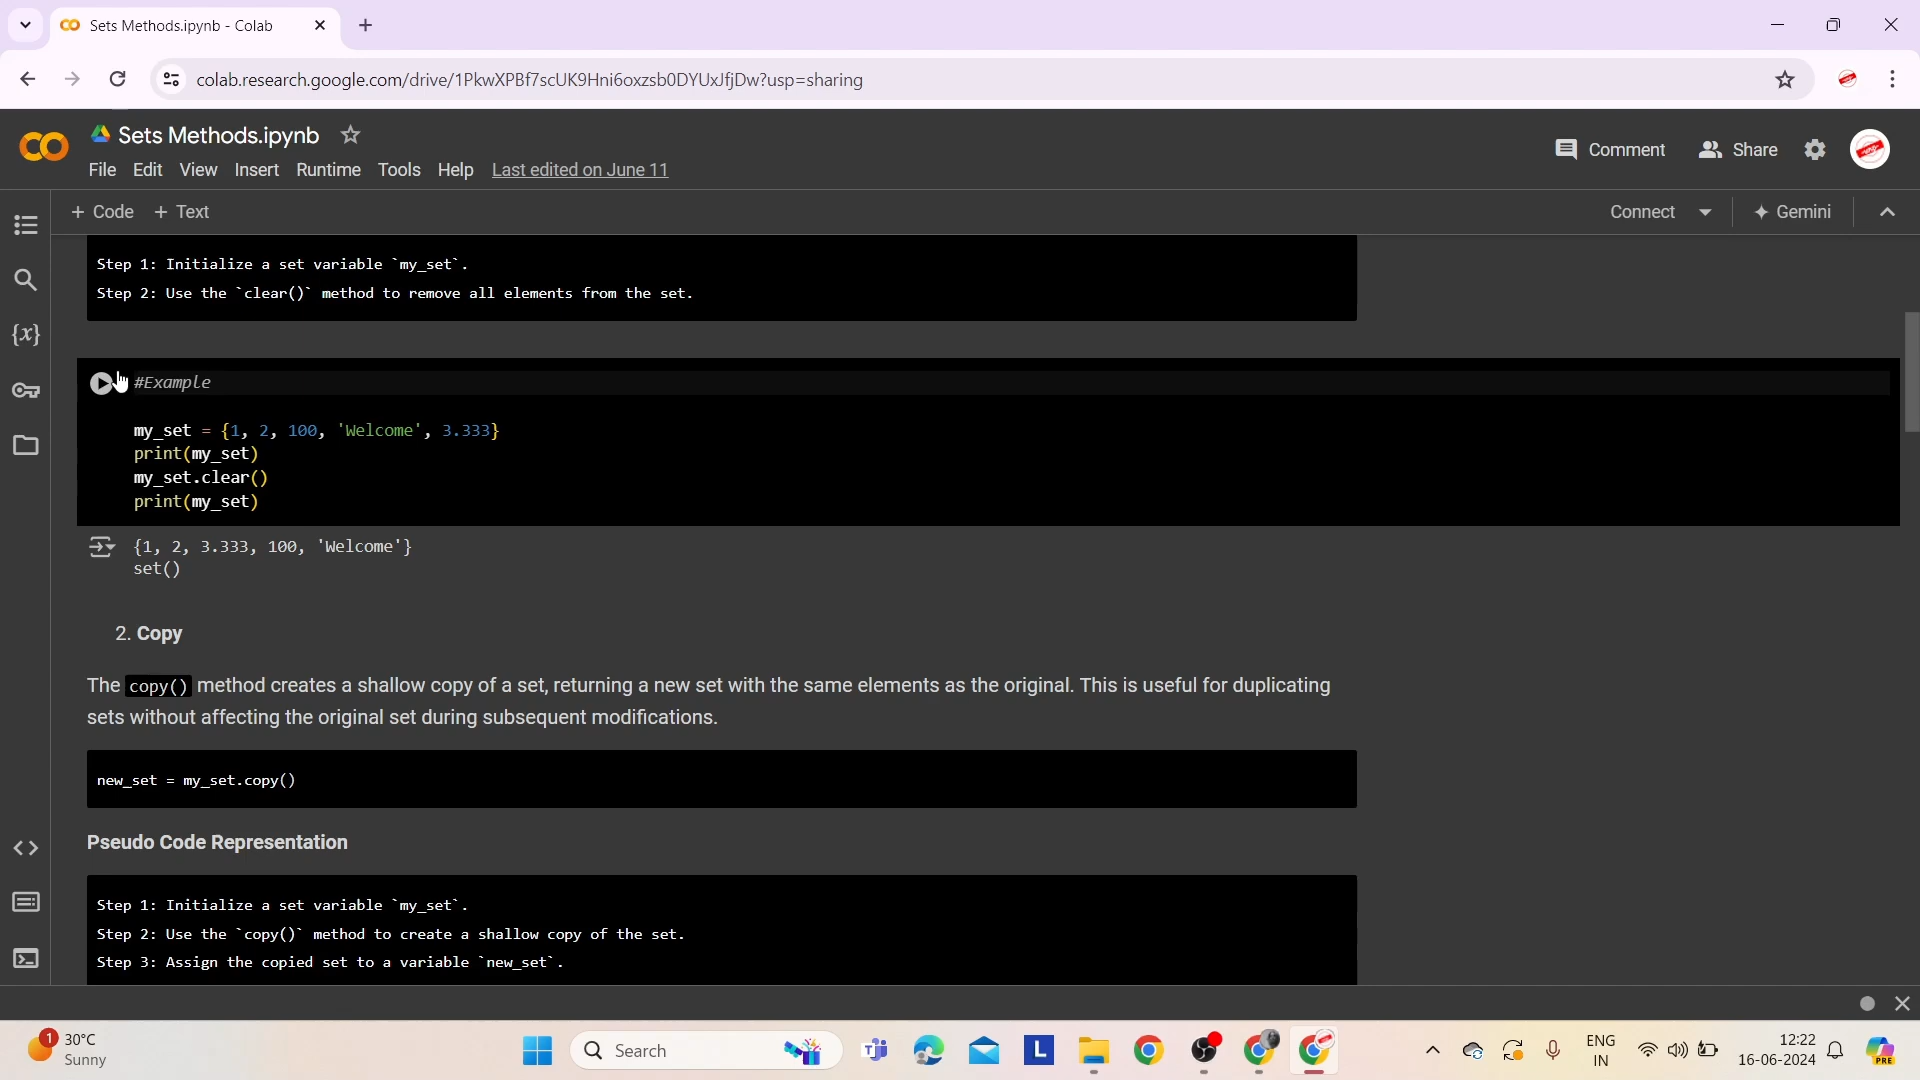 Sets Methods.ipynb - Colab
colab.research.google.com/drive/1PkwXPBf7scUK9Hni6oxzsb0DYUxJfjDw?usp=sharing
Sets Methods.ipynb
Comment Share
File Edit View Insert Runtime Tools Help Last edited on June 11
+ Code + Text Connect Gemini
Step 1: Initialize a set variable `my_set`.
Step 2: Use the `clear()` method to remove all elements from the set.
#Example
my_set = {1, 2, 100, 'Welcome', 3.333}
print(my_set)
my_set.clear()
print(my_set)
{1, 2, 3.333, 100, 'Welcome'}
set()
2. Copy
The copy() method creates a shallow copy of a set, returning a new set with the same elements as the original. This is useful for duplicating
sets without affecting the original set during subsequent modifications.
new_set = my_set.copy()
Pseudo Code Representation
Step 1: Initialize a set variable `my_set`.
Step 2: Use the `copy()` method to create a shallow copy of the set.
Step 3: Assign the copied set to a variable `new_set`.
1 30°C
Sunny
Search
L
ENG
IN
12:22
16-06-2024
PRE